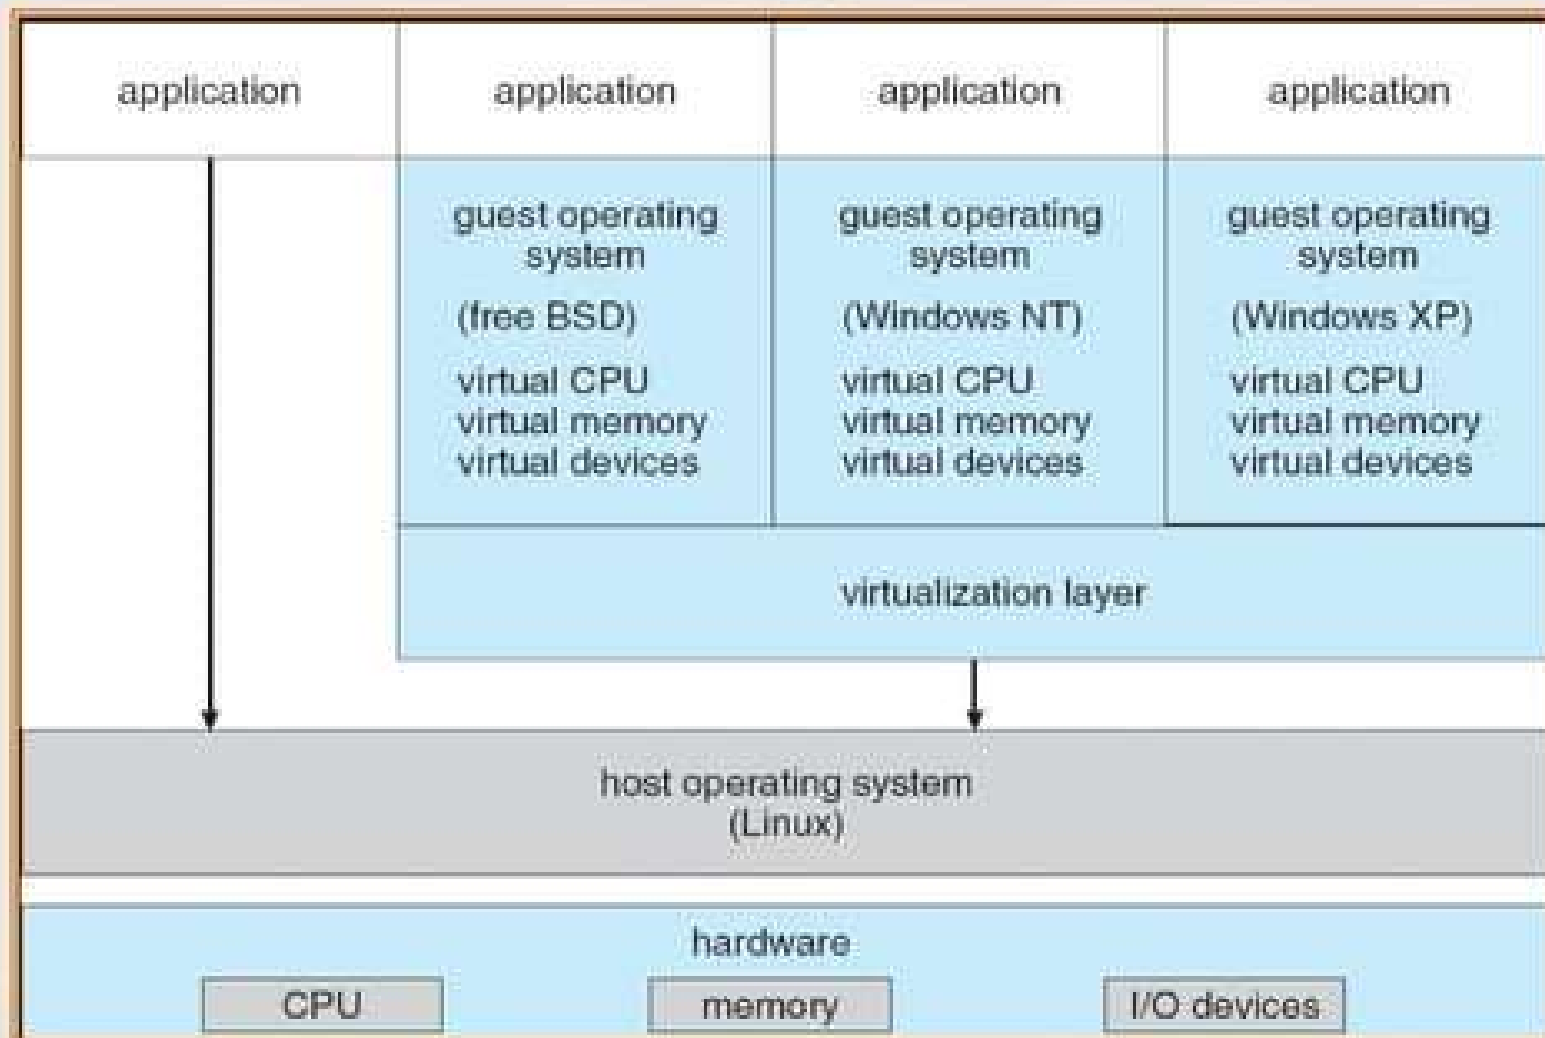 application
application
application
application
guest operating
system
(free BSD)
virtual CPU
virtual memory
virtual devices
guest operating
system
(Windows NT)
virtual CPU
virtual memory
virtual devices
guest operating
system
(Windows XP)
virtual CPU
virtual memory
virtual devices
virtualization layer
host operating system
(Linux)
hardware
CPU
memory
I/O devices